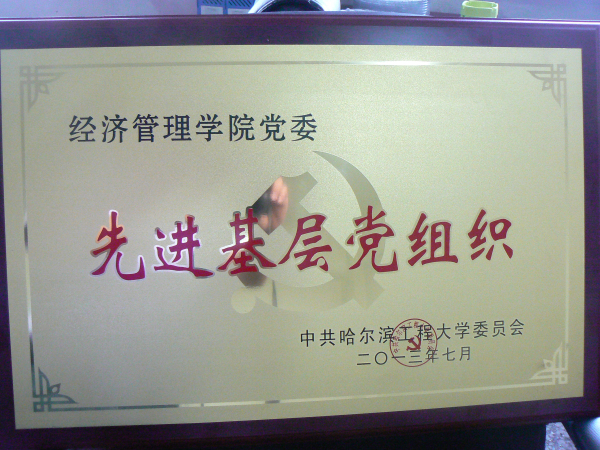 经济管理学院党委
先进基层党组织
中共哈尔滨工程大学委员会
二〇一三年七月